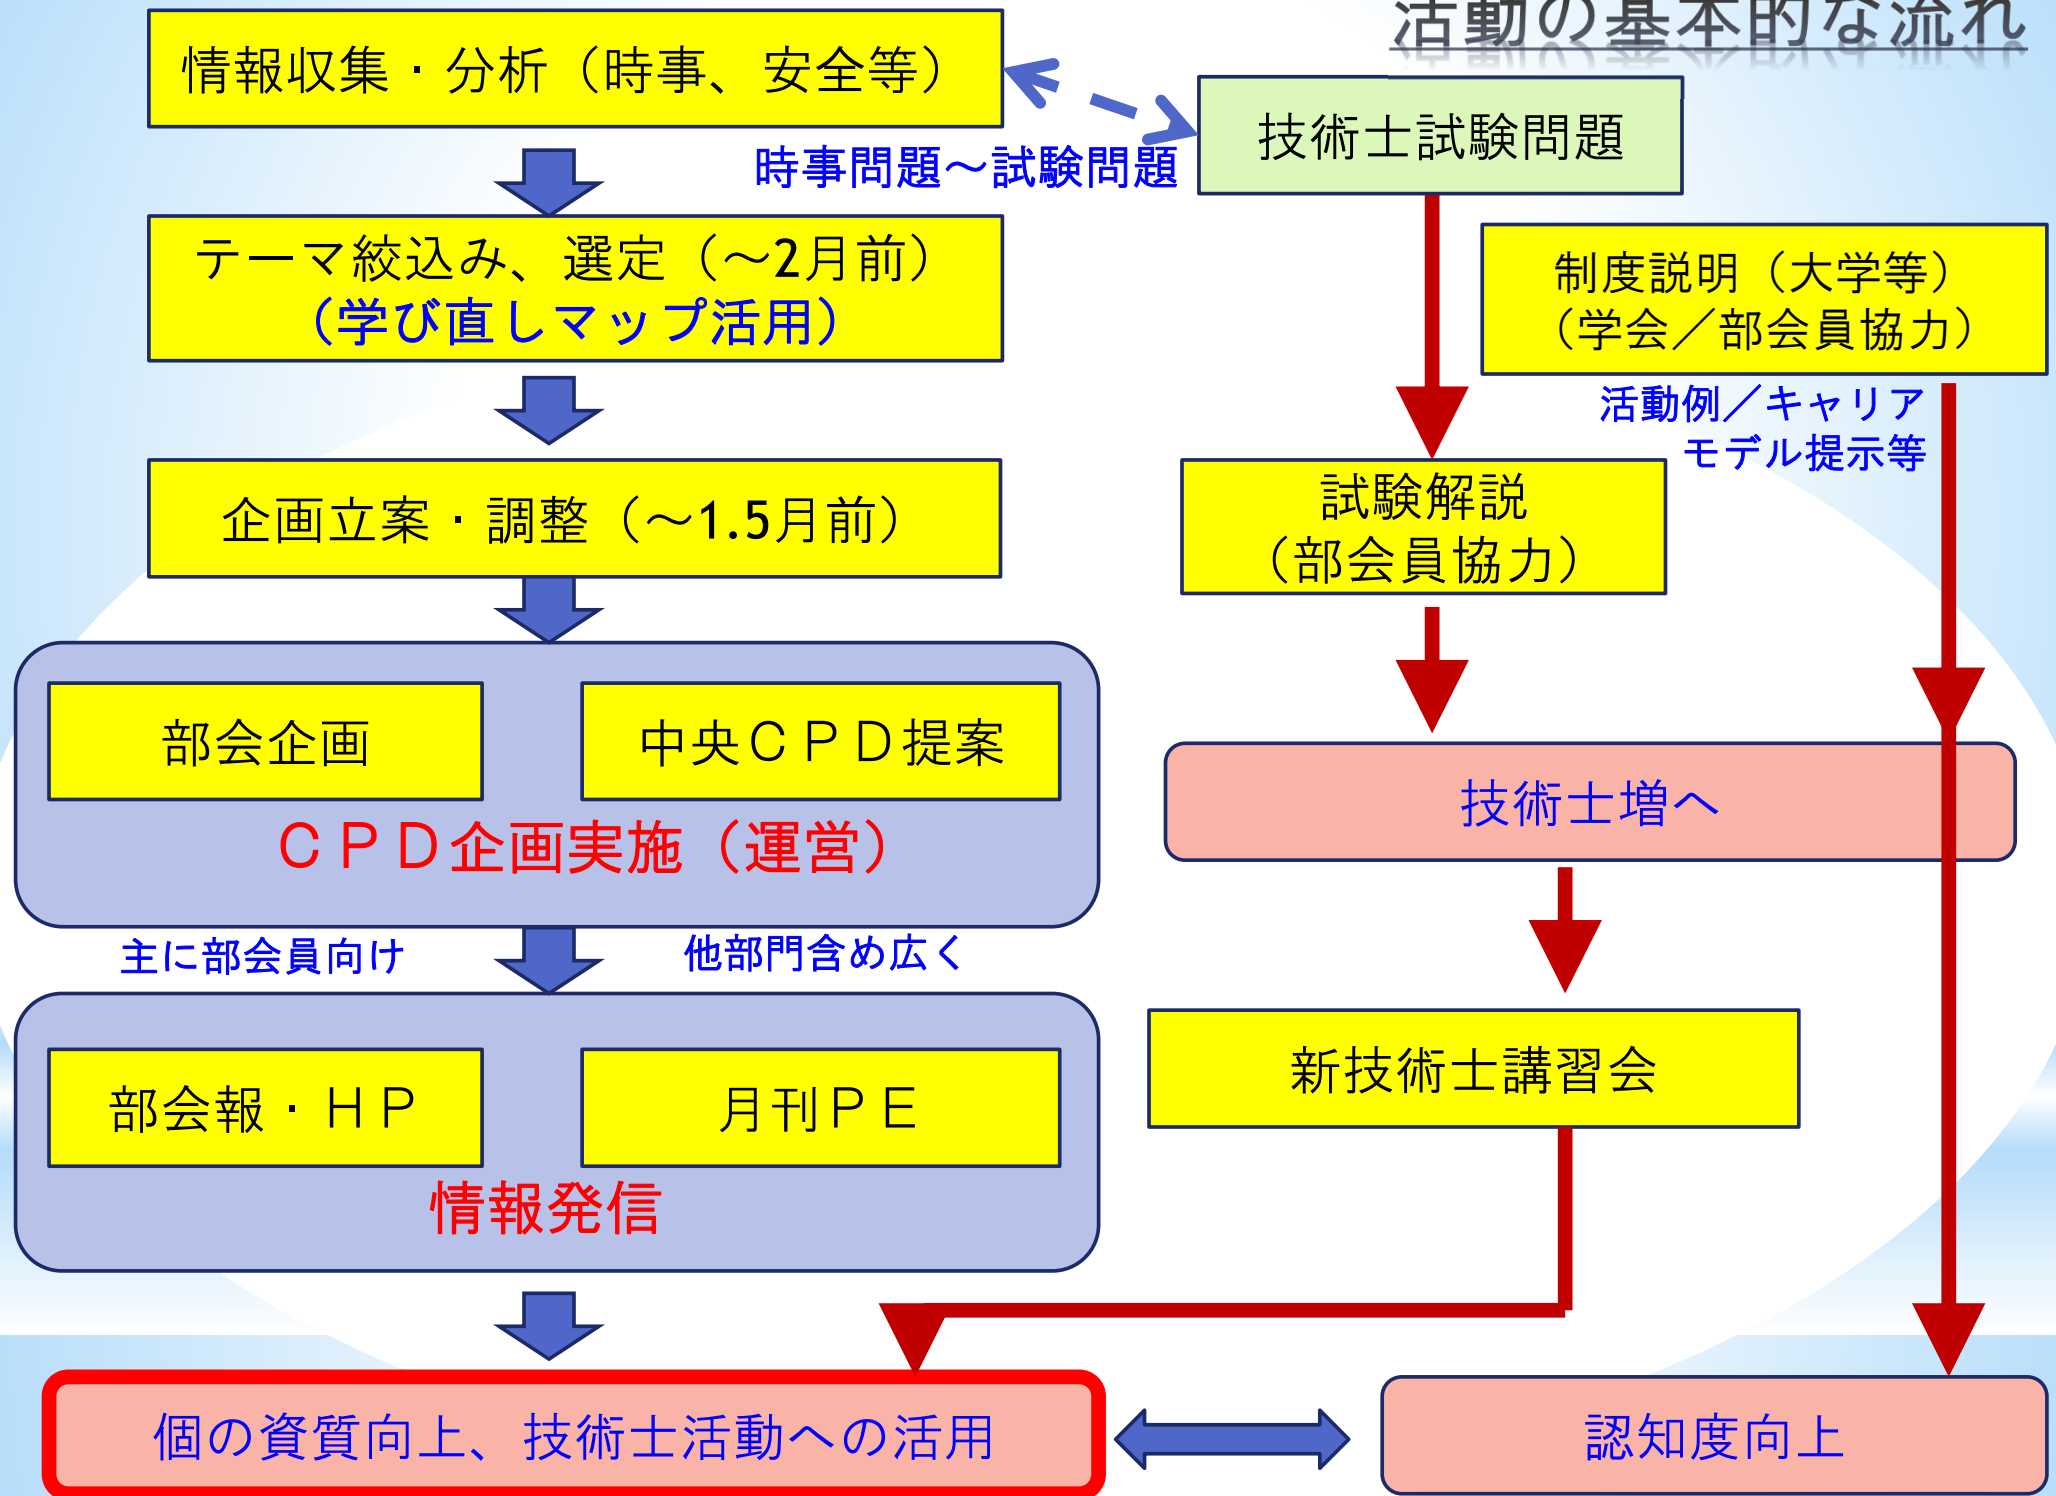 活動の基本的な流れ
情報収集・分析（時事、安全等）
技術士試験問題
時事問題～試験問題
テーマ絞込み、選定（～2月前）
（学び直しマップ活用）
制度説明（大学等）
（学会／部会員協力）
活動例／キャリア
モデル提示等
企画立案・調整（～1.5月前）
試験解説
（部会員協力）
部会企画
中央ＣＰＤ提案
ＣＰＤ企画実施（運営）
技術士増へ
主に部会員向け
他部門含め広く
部会報・ＨＰ
月刊ＰＥ
情報発信
新技術士講習会
個の資質向上、技術士活動への活用
認知度向上